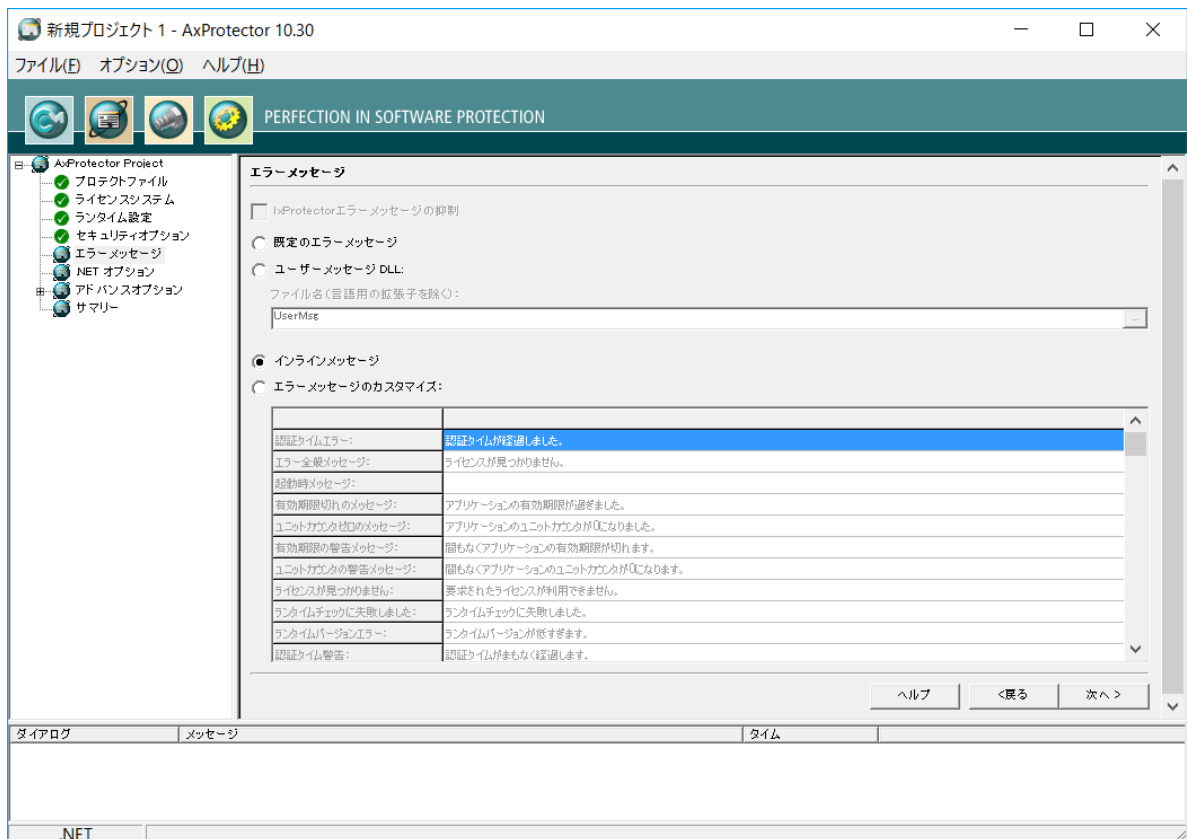 新規プロジェクト 1 - AxProtector 10.30
ファイル(F) オプション(O) ヘルプ(H)
PERFECTION IN SOFTWARE PROTECTION
AxProtector Project
プロテクトファイル
ライセンスシステム
ランタイム設定
セキュリティオプション
エラーメッセージ
.NET オプション
アドバンスオプション
サマリー
エラーメッセージ
IxProtectorエラーメッセージの抑制
既定のエラーメッセージ
ユーザーメッセージ DLL:
ファイル名(言語用の拡張子を除く):
UserMsg
...
インラインメッセージ
エラーメッセージのカスタマイズ:
認証タイムエラー: 認証タイムが経過しました。
エラー全般メッセージ: ライセンスが見つかりません。
起動時メッセージ:
有効期限切れのメッセージ: アプリケーションの有効期限が過ぎました。
ユニットカウンタゼロのメッセージ: アプリケーションのユニットカウンタが0になりました。
有効期限の警告メッセージ: 間もなくアプリケーションの有効期限が切れます。
ユニットカウンタの警告メッセージ: 間もなくアプリケーションのユニットカウンタが0になります。
ライセンスが見つかりません: 要求されたライセンスが利用できません。
ランタイムチェックに失敗しました: ランタイムチェックに失敗しました。
ランタイムバージョンエラー: ランタイムバージョンが低すぎます。
認証タイム警告: 認証タイムがまもなく経過します。
ヘルプ <戻る 次へ >
ダイアログ メッセージ タイム
.NET